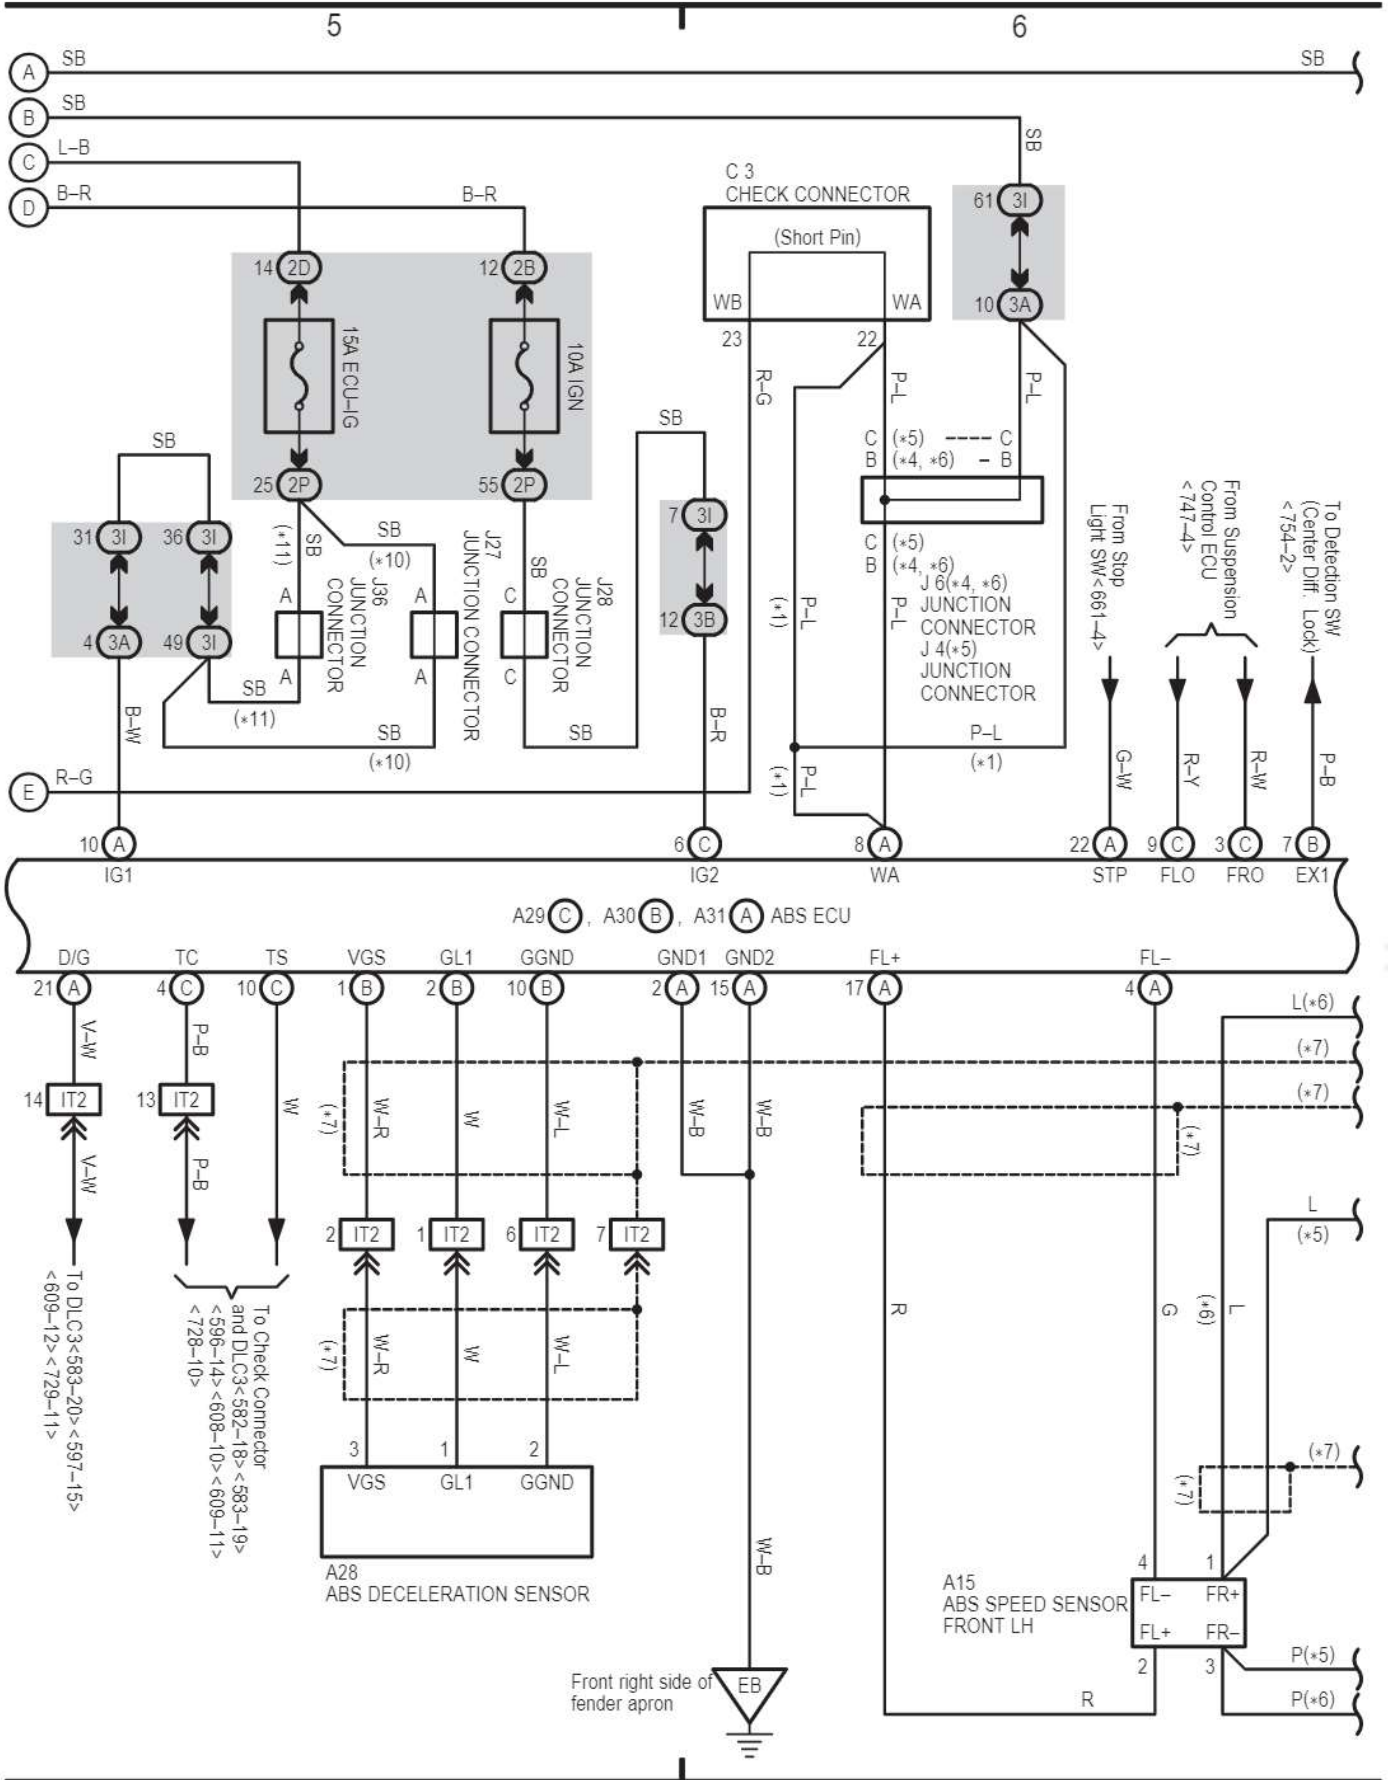 5
6
A SB SB
B SB
SB
C L–B
D B–R B–R
C 3
CHECK CONNECTOR
(Short Pin)
WB WA
23 22
61 3I
10 3A
14 2D
12 2B
15A ECU–IG
10A IGN
25 2P
55 2P
R–G
P–L
P–L
C (∗5) C
B (∗4, ∗6) – B
C (∗5)
B (∗4, ∗6)
J 6(∗4, ∗6)
JUNCTION
CONNECTOR
J 4(∗5)
JUNCTION
CONNECTOR
SB
SB
31 3I 36 3I
4 3A 49 3I
(∗11) SB
SB
(∗10)
A A
A A
J36
JUNCTION
CONNECTOR
J27
JUNCTION CONNECTOR
SB
C
C
J28
JUNCTION
CONNECTOR
7 3I
12 3B
SB
(∗11)
SB
(∗10)
SB
B–W
B–R
(∗1) P–L
P–L
P–L
(∗1)
(∗1) P–L
From Stop
Light SW<661–4>
From Suspension
Control ECU
<747–4>
To Detection SW
(Center Diff. Lock)
<754–2>
G–W
R–Y
R–W
P–B
E R–G
10 A 6 C 8 A 22 A 9 C 3 C 7 B
IG1 IG2 WA STP FLO FRO EX1
A29 C , A30 B , A31 A ABS ECU
D/G TC TS VGS GL1 GGND GND1 GND2 FL+ FL–
21 A 4 C 10 C 1 B 2 B 10 B 2 A 15 A 17 A 4 A
L(∗6)
(∗7)
(∗7)
V–W
P–B
W
14 IT2
13 IT2
V–W
P–B
(∗7)
W–R
W
W–L
W–B
W–B
(∗7)
2 IT2 1 IT2 6 IT2 7 IT2
L
(∗5)
To DLC3<583–20><597–15>
<609–12><729–11>
To Check Connector
and DLC3<582–18><583–19>
<596–14><608–10><609–11>
<728–10>
(∗7)
W–R
W
W–L
R
G
(∗6) L
3 1 2
VGS GL1 GGND
A28
ABS DECELERATION SENSOR
(∗7)
(∗7)
W–B
A15
ABS SPEED SENSOR
FRONT LH
4 1
FL– FR+
FL+ FR–
2 3
P(∗5)
P(∗6)
R
Front right side of
fender apron
EB